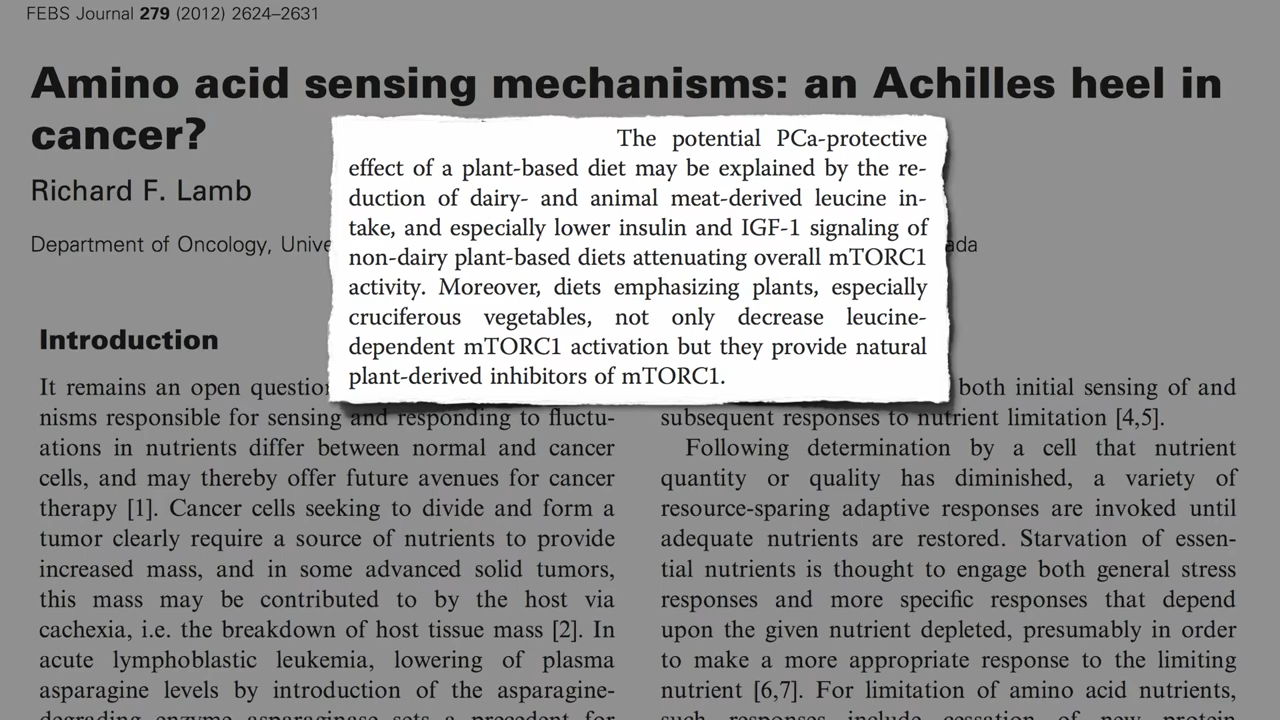 FEBS Journal 279 (2012) 2624–2631
Amino acid sensing mechanisms: an Achilles heel in
cancer?
Richard F. Lamb
Department of Oncology,
The potential PCa-protective
effect of a plant-based diet may be explained by the re-
duction of dairy- and animal meat-derived leucine in-
take, and especially lower insulin and IGF-1 signaling of
non-dairy plant-based diets attenuating overall mTORC1
activity. Moreover, diets emphasizing plants, especially
cruciferous vegetables, not only decrease leucine-
dependent mTORC1 activation but they provide natural
plant-derived inhibitors of mTORC1.
Introduction
It remains an open
nisms responsible for sensing and responding to fluctu-
ations in nutrients differ between normal and cancer
cells, and may thereby offer future avenues for cancer
therapy [1]. Cancer cells seeking to divide and form a
tumor clearly require a source of nutrients to provide
increased mass, and in some advanced solid tumors,
this mass may be contributed to by the host via
cachexia, i.e. the breakdown of host tissue mass [2]. In
acute lymphoblastic leukemia, lowering of plasma
asparagine levels by introduction of the asparagine-
degrading enzyme asparaginase sets a precedent for
both initial sensing of and
subsequent responses to nutrient limitation [4,5].
Following determination by a cell that nutrient
quantity or quality has diminished, a variety of
resource-sparing adaptive responses are invoked until
adequate nutrients are restored. Starvation of essen-
tial nutrients is thought to engage both general stress
responses and more specific responses that depend
upon the given nutrient depleted, presumably in order
to make a more appropriate response to the limiting
nutrient [6,7]. For limitation of amino acid nutrients,
such responses include cessation of new protein